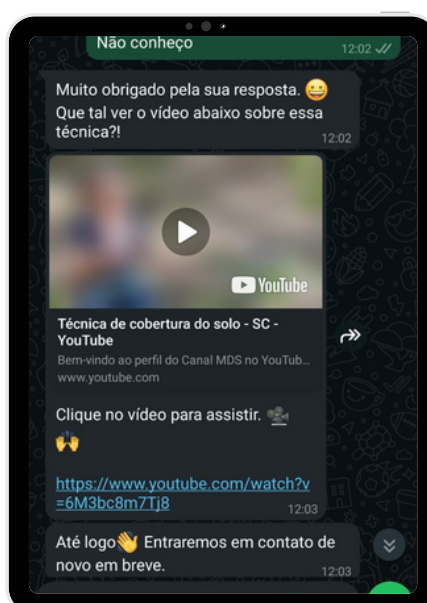 Não conheço
12:02
Muito obrigado pela sua resposta. 😀
Que tal ver o vídeo abaixo sobre essa
técnica?!
12:02
YouTube
Técnica de cobertura do solo - SC -
YouTube
Bem-vindo ao perfil do Canal MDS no YouTub...
www.youtube.com
Clique no vídeo para assistir. 🎥
🙌
https://www.youtube.com/watch?v
=6M3bc8m7Tj8
12:03
Até logo👋 Entraremos em contato de
novo em breve.
12:03